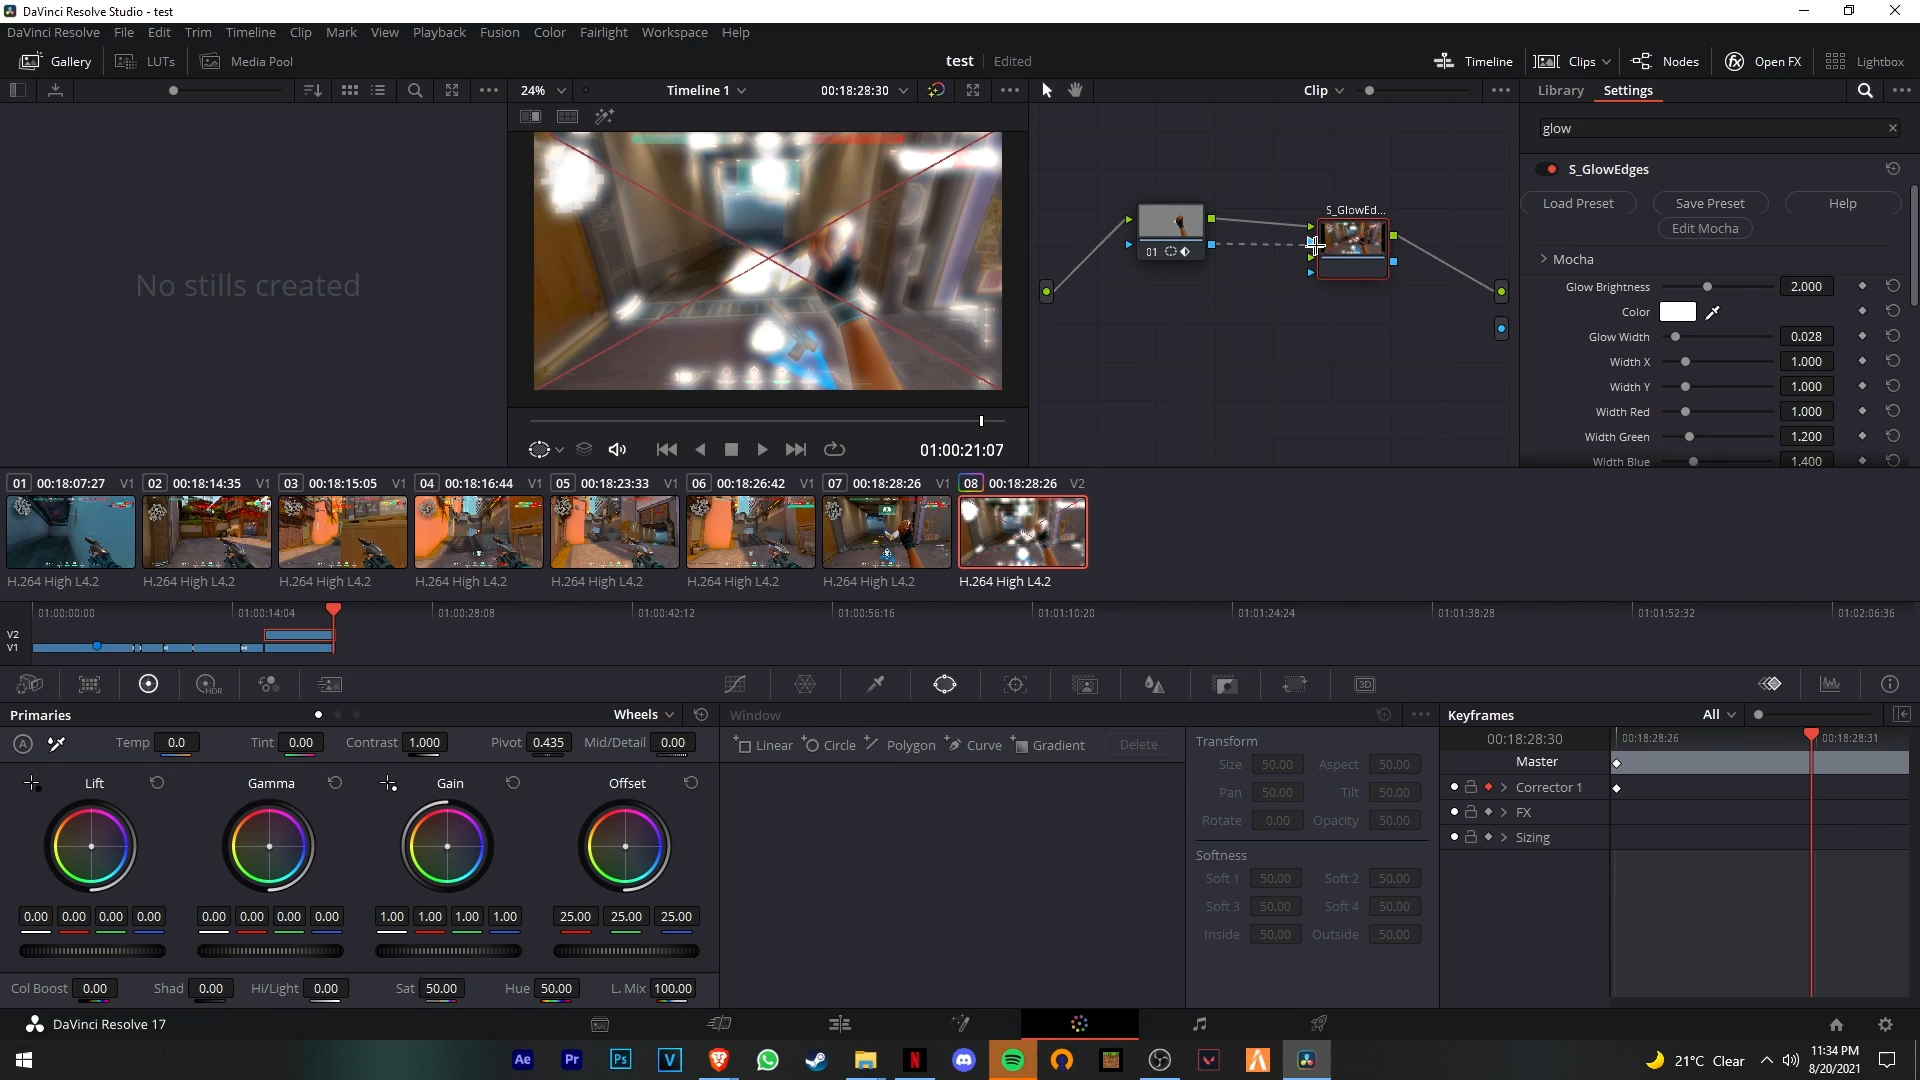 DaVinci Resolve Studio - test
DaVinci Resolve File Edit Trim Timeline Clip Mark View Playback Fusion Color Fairlight Workspace Help
Gallery LUTs Media Pool test Edited Timeline Clips Nodes Open FX Lightbox
24% Timeline 1 00:18:28:30 Clip Library Settings
glow
S_GlowEdges
Load Preset Save Preset Help
Edit Mocha
Mocha
Glow Brightness 2.000
Color
Glow Width 0.028
Width X 1.000
Width Y 1.000
Width Red 1.000
Width Green 1.200
Width Blue 1.400
No stills created
S_GlowEd...
01
01:00:21:07
01 00:18:07:27 V1 02 00:18:14:35 V1 03 00:18:15:05 V1 04 00:18:16:44 V1 05 00:18:23:33 V1 06 00:18:26:42 V1 07 00:18:28:26 V1 08 00:18:28:26 V2
H.264 High L4.2 H.264 High L4.2 H.264 High L4.2 H.264 High L4.2 H.264 High L4.2 H.264 High L4.2 H.264 High L4.2 H.264 High L4.2
01:00:00:00 01:00:14:04 01:00:28:08 01:00:42:12 01:00:56:16 01:01:10:20 01:01:24:24 01:01:38:28 01:01:52:32 01:02:06:36
V2
V1
HDR 3D
Primaries Wheels Window Keyframes All
A Temp 0.0 Tint 0.00 Contrast 1.000 Pivot 0.435 Mid/Detail 0.00
Linear Circle Polygon Curve Gradient Delete
Lift Gamma Gain Offset
0.00 0.00 0.00 0.00 0.00 0.00 0.00 0.00 1.00 1.00 1.00 1.00 25.00 25.00 25.00
Col Boost 0.00 Shad 0.00 Hi/Light 0.00 Sat 50.00 Hue 50.00 L. Mix 100.00
Transform
Size 50.00 Aspect 50.00
Pan 50.00 Tilt 50.00
Rotate 0.00 Opacity 50.00
Softness
Soft 1 50.00 Soft 2 50.00
Soft 3 50.00 Soft 4 50.00
Inside 50.00 Outside 50.00
00:18:28:30 00:18:28:26 00:18:28:31
Master
Corrector 1
FX
Sizing
DaVinci Resolve 17
Ae Pr Ps V N
21°C Clear 11:34 PM
8/20/2021